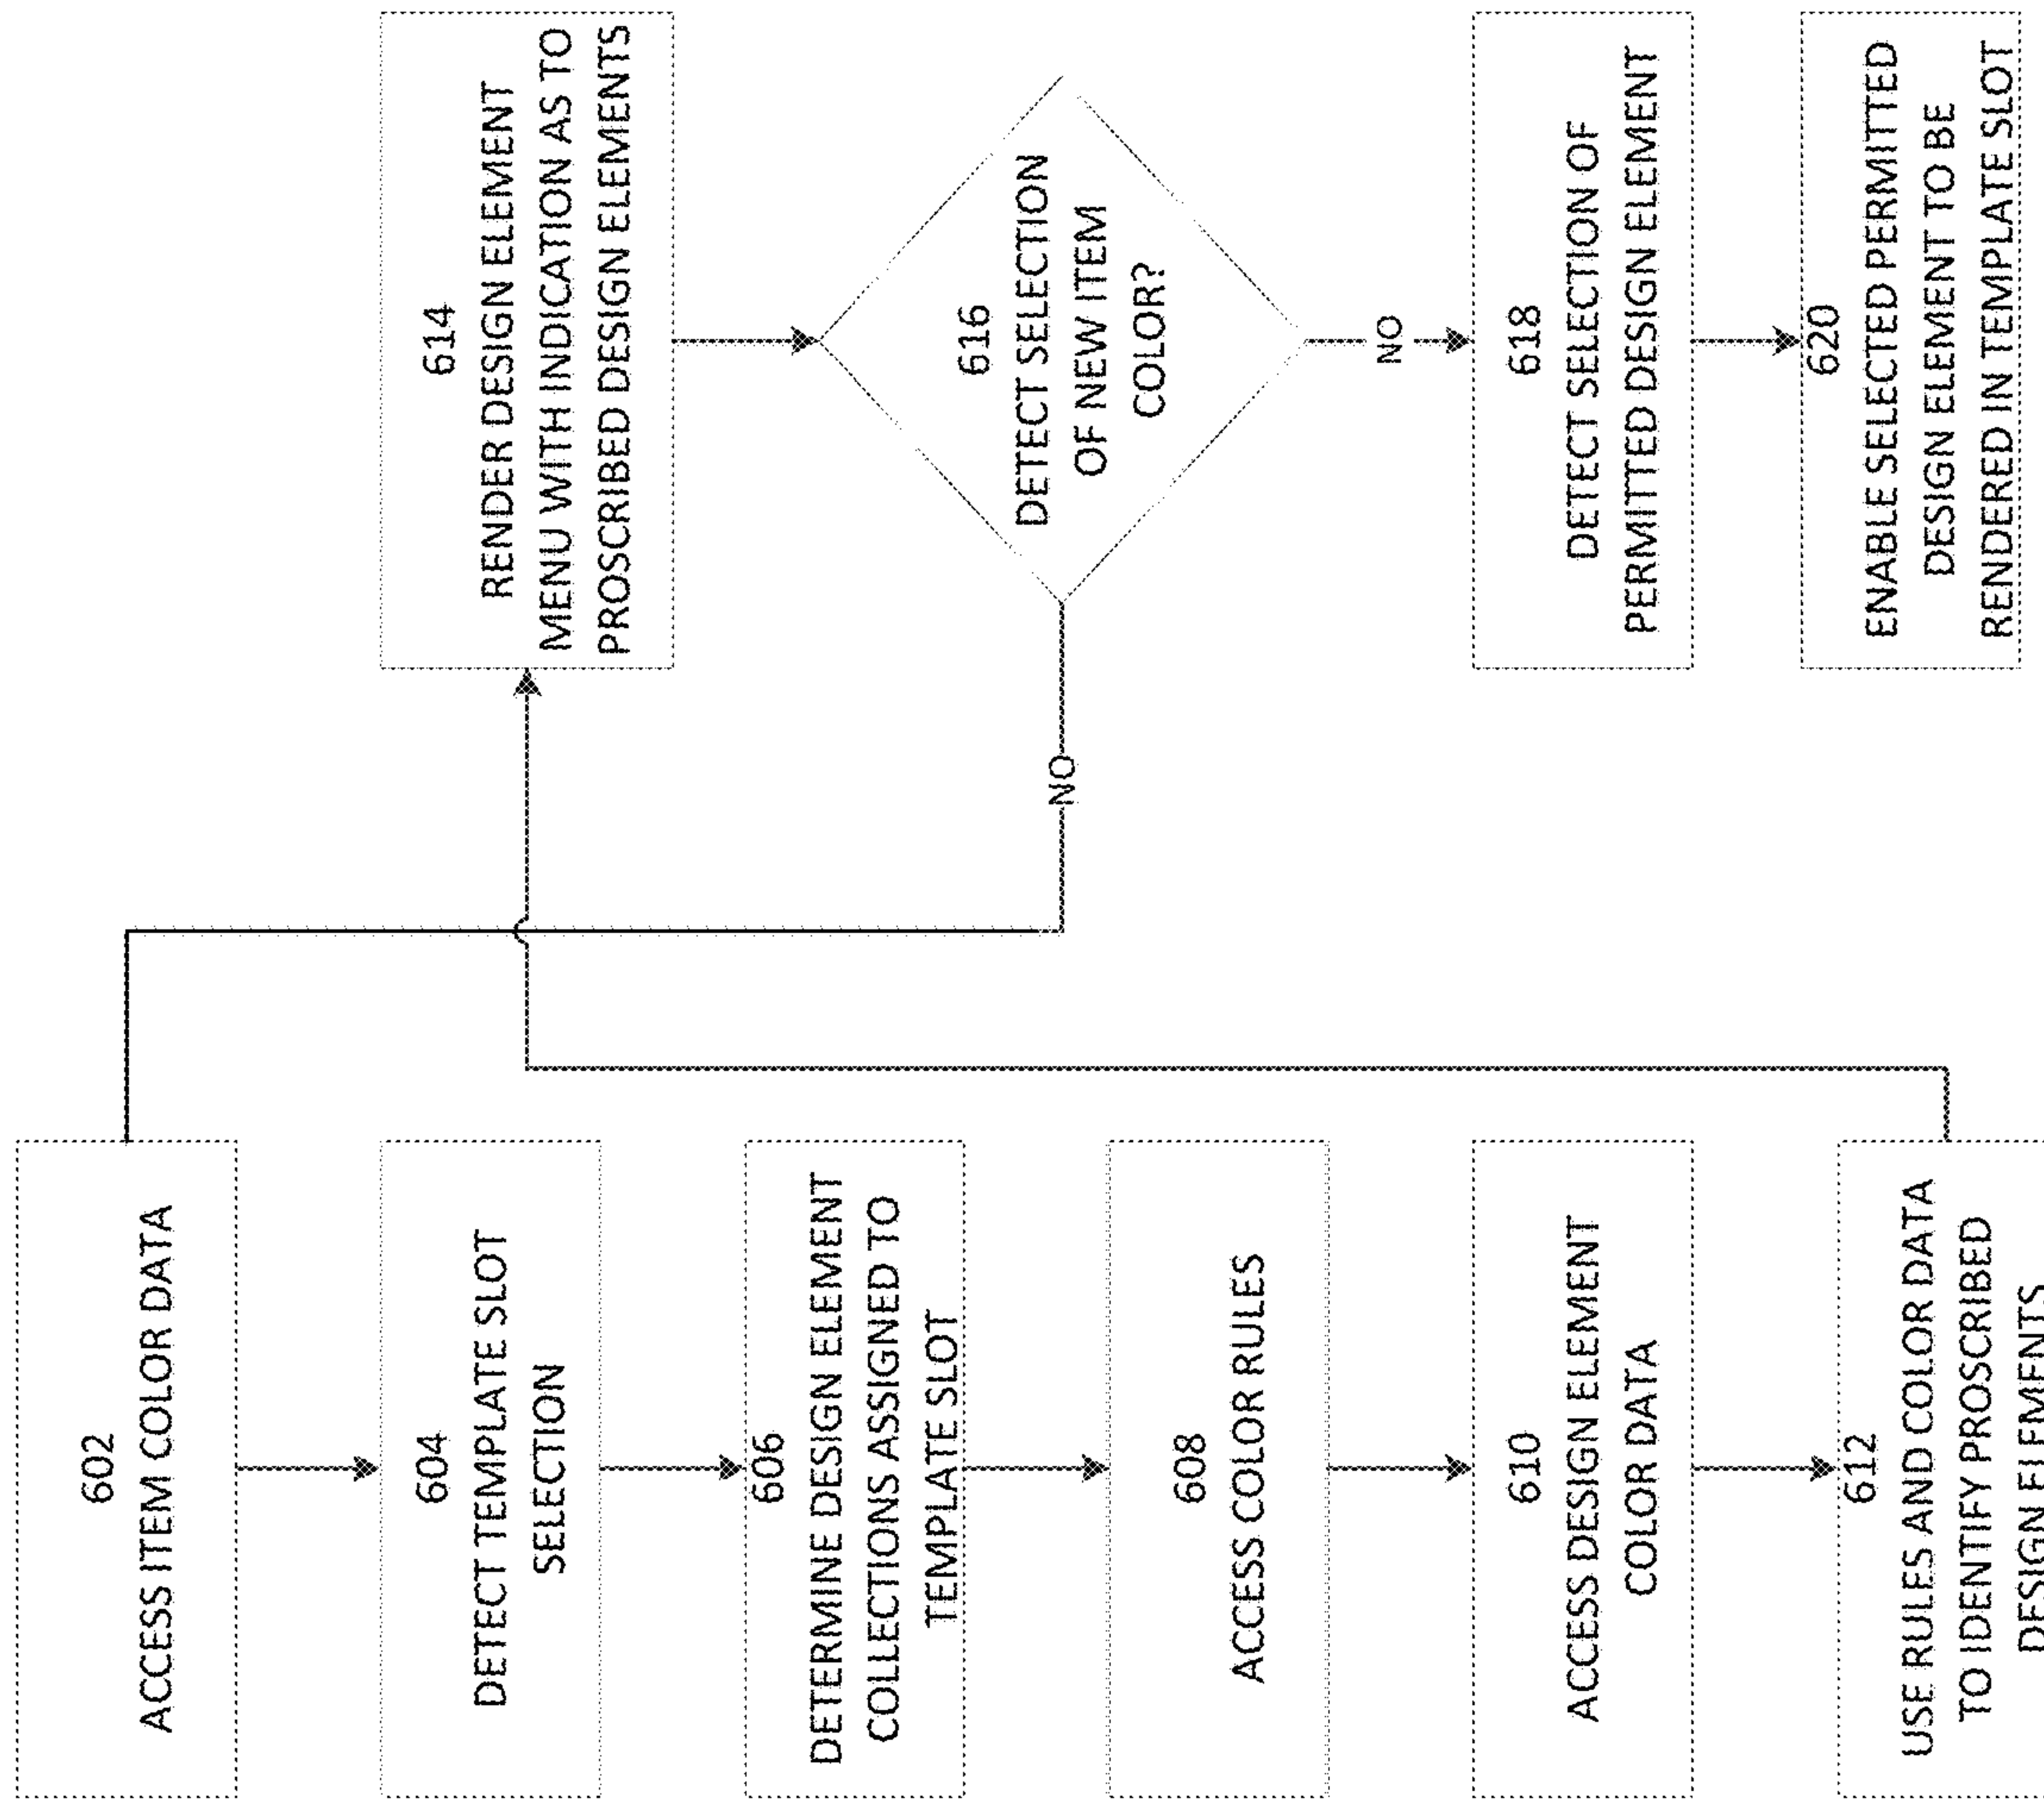 602
ACCESS ITEM COLOR DATA
604
DETECT TEMPLATE SLOT
SELECTION
606
DETERMINE DESIGN ELEMENT
COLLECTIONS ASSIGNED TO
TEMPLATE SLOT
608
ACCESS COLOR RULES
610
ACCESS DESIGN ELEMENT
COLOR DATA
612
USE RULES AND COLOR DATA
TO IDENTIFY PROSCRIBED
DESIGN ELEMENTS
614
RENDER DESIGN ELEMENT
MENU WITH INDICATION AS TO
PROSCRIBED DESIGN ELEMENTS
616
DETECT SELECTION
OF NEW ITEM
COLOR?
NO
NO
618
DETECT SELECTION OF
PERMITTED DESIGN ELEMENT
620
ENABLE SELECTED PERMITTED
DESIGN ELEMENT TO BE
RENDERED IN TEMPLATE SLOT